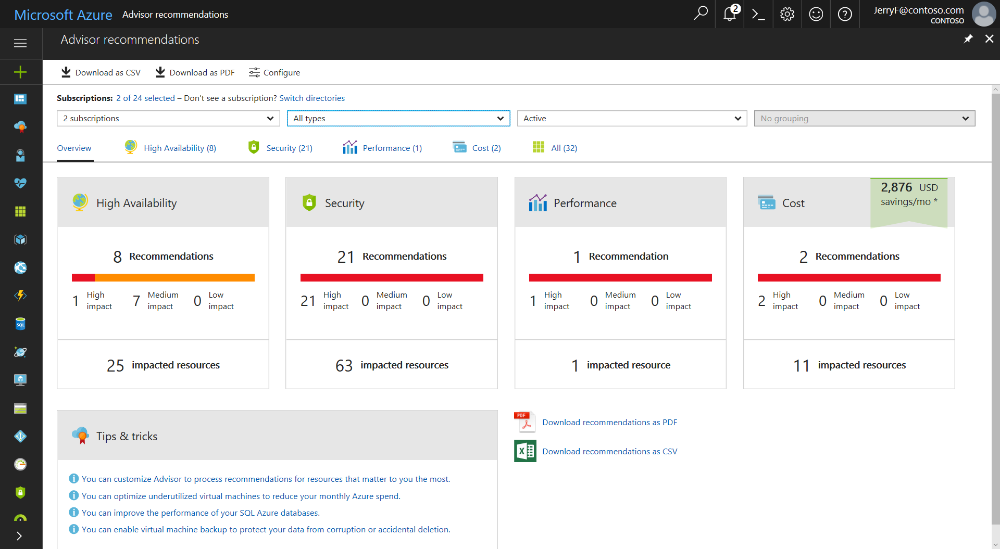 Microsoft Azure Advisor recommendations
2
JerryF@contoso.com
CONTOSO
Advisor recommendations
Download as CSV Download as PDF Configure
Subscriptions: 2 of 24 selected – Don't see a subscription? Switch directories
2 subscriptions All types Active No grouping
Overview High Availability (8) Security (21) Performance (1) Cost (2) All (32)
High Availability
8 Recommendations
1 High impact 7 Medium impact 0 Low impact
25 impacted resources
Security
21 Recommendations
21 High impact 0 Medium impact 0 Low impact
63 impacted resources
Performance
1 Recommendation
1 High impact 0 Medium impact 0 Low impact
1 impacted resource
Cost
2,876 USD
savings/mo *
2 Recommendations
2 High impact 0 Medium impact 0 Low impact
11 impacted resources
SQL
Tips & tricks
You can customize Advisor to process recommendations for resources that matter to you the most.
You can optimize underutilized virtual machines to reduce your monthly Azure spend.
You can improve the performance of your SQL Azure databases.
You can enable virtual machine backup to protect your data from corruption or accidental deletion.
PDF
Download recommendations as PDF
Download recommendations as CSV